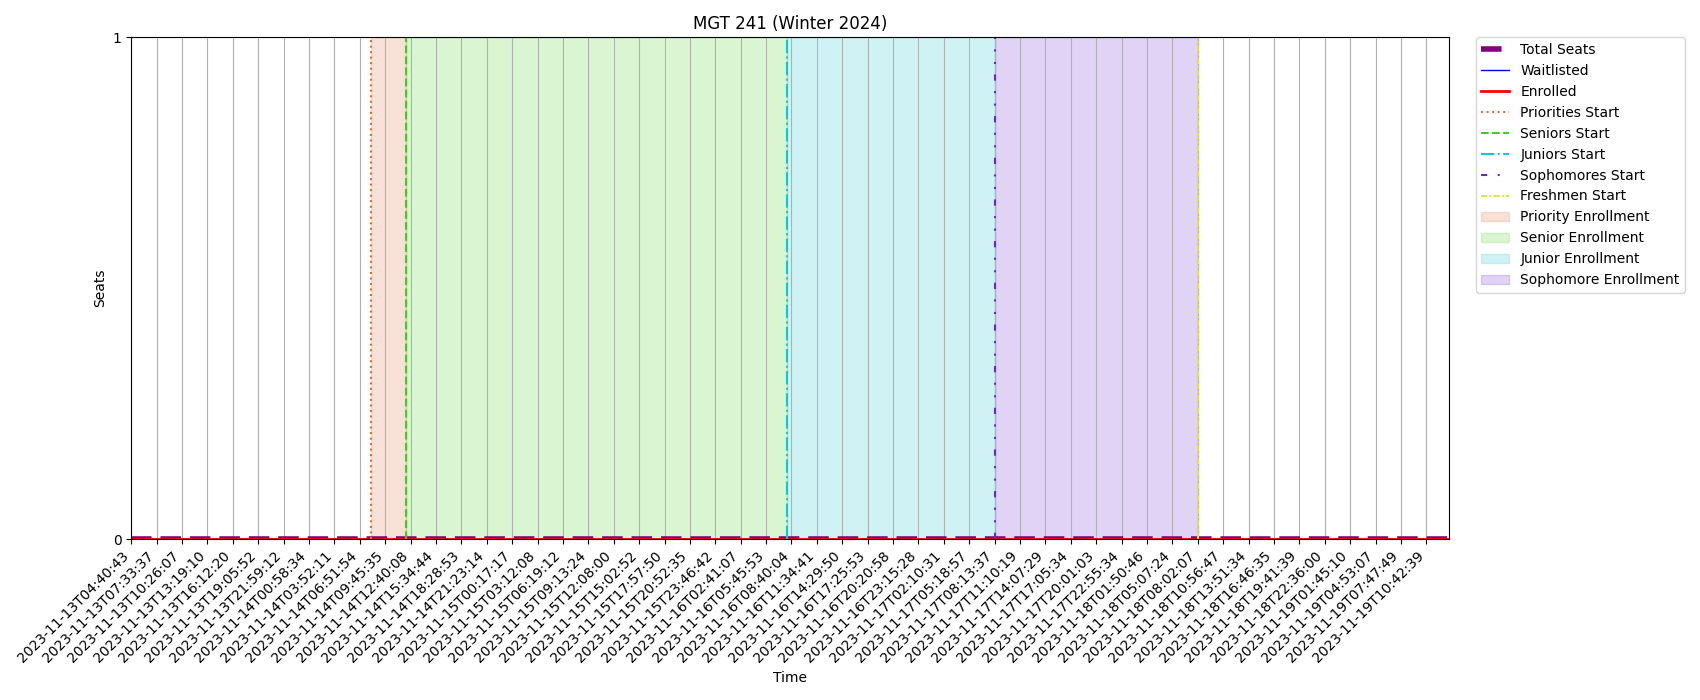 MGT 241 (Winter 2024)
1
0
Seats
2023-11-13T04:40:43
2023-11-13T07:33:37
2023-11-13T10:26:07
2023-11-13T13:19:10
2023-11-13T16:12:20
2023-11-13T19:05:52
2023-11-13T21:59:12
2023-11-14T00:58:34
2023-11-14T03:52:11
2023-11-14T06:51:54
2023-11-14T09:45:35
2023-11-14T12:40:08
2023-11-14T15:34:44
2023-11-14T18:28:53
2023-11-14T21:23:14
2023-11-15T00:17:17
2023-11-15T03:12:08
2023-11-15T06:19:12
2023-11-15T09:13:24
2023-11-15T12:08:00
2023-11-15T15:02:52
2023-11-15T17:57:50
2023-11-15T20:52:35
2023-11-15T23:46:42
2023-11-16T02:41:07
2023-11-16T05:45:53
2023-11-16T08:40:04
2023-11-16T11:34:41
2023-11-16T14:29:50
2023-11-16T17:25:53
2023-11-16T20:20:58
2023-11-16T23:15:28
2023-11-17T02:10:31
2023-11-17T05:18:57
2023-11-17T08:13:37
2023-11-17T11:10:19
2023-11-17T14:07:29
2023-11-17T17:05:34
2023-11-17T20:01:03
2023-11-17T22:55:34
2023-11-18T01:50:46
2023-11-18T05:07:24
2023-11-18T08:02:07
2023-11-18T10:56:47
2023-11-18T13:51:34
2023-11-18T16:46:35
2023-11-18T19:41:39
2023-11-18T22:36:00
2023-11-19T01:45:10
2023-11-19T04:53:07
2023-11-19T07:47:49
2023-11-19T10:42:39
Time
Total Seats
Waitlisted
Enrolled
Priorities Start
Seniors Start
Juniors Start
Sophomores Start
Freshmen Start
Priority Enrollment
Senior Enrollment
Junior Enrollment
Sophomore Enrollment